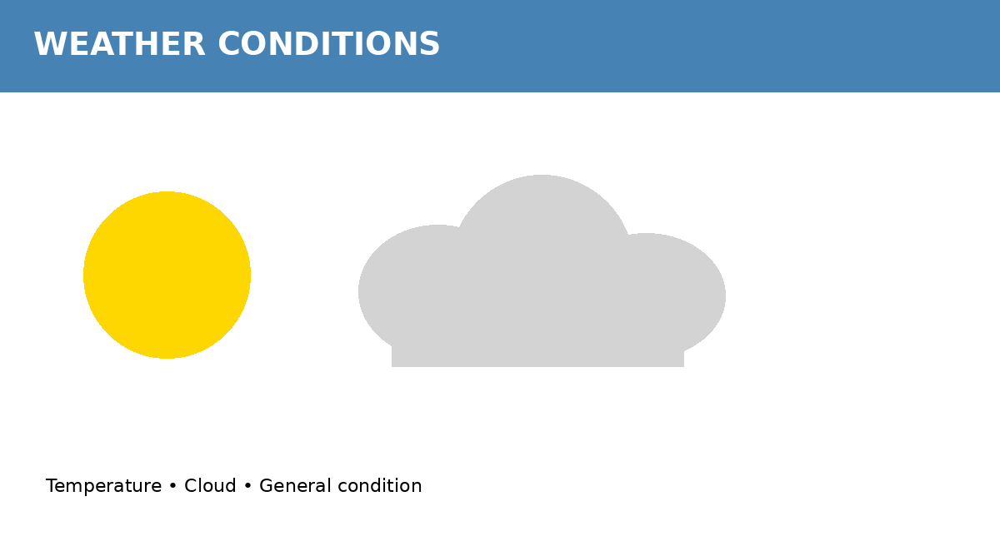 WEATHER CONDITIONS
Temperature • Cloud • General condition